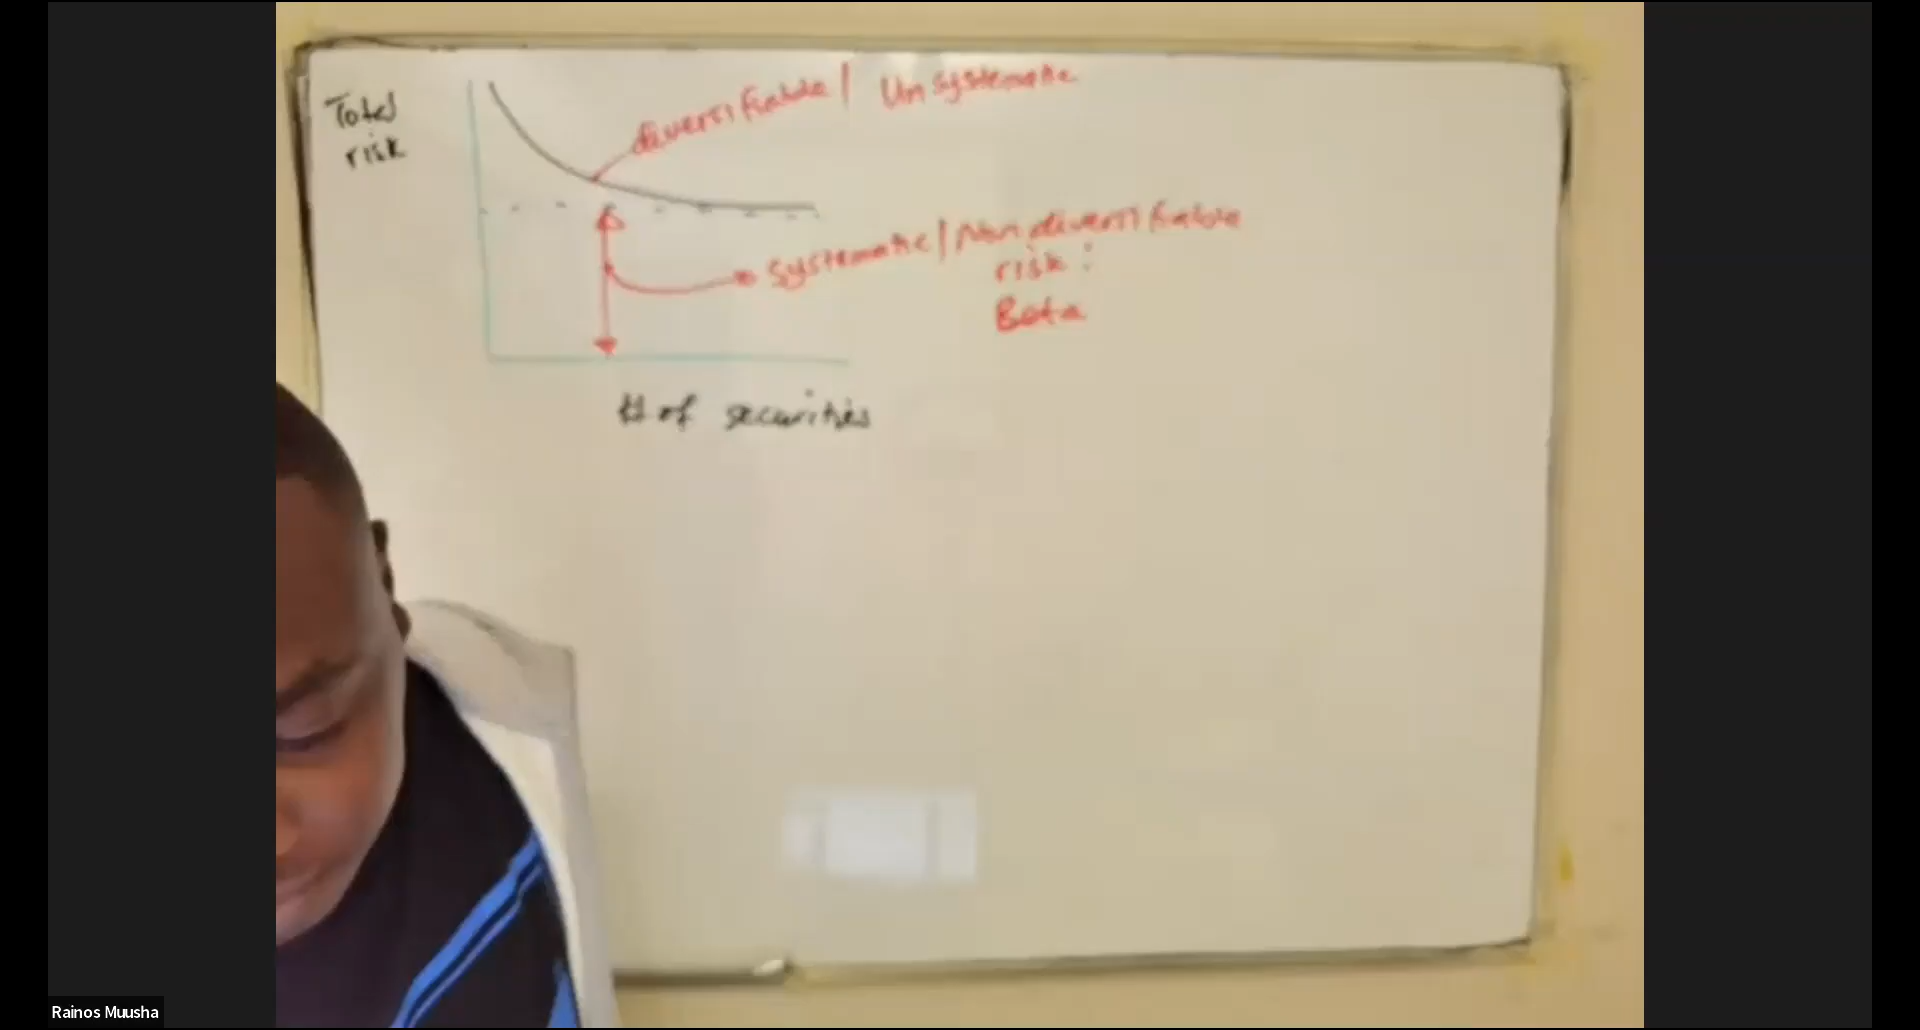 Total
risk
diversifiable / Unsystematic
systematic / Non diversifiable
risk :
Beta
# of securities
Rainos Muusha